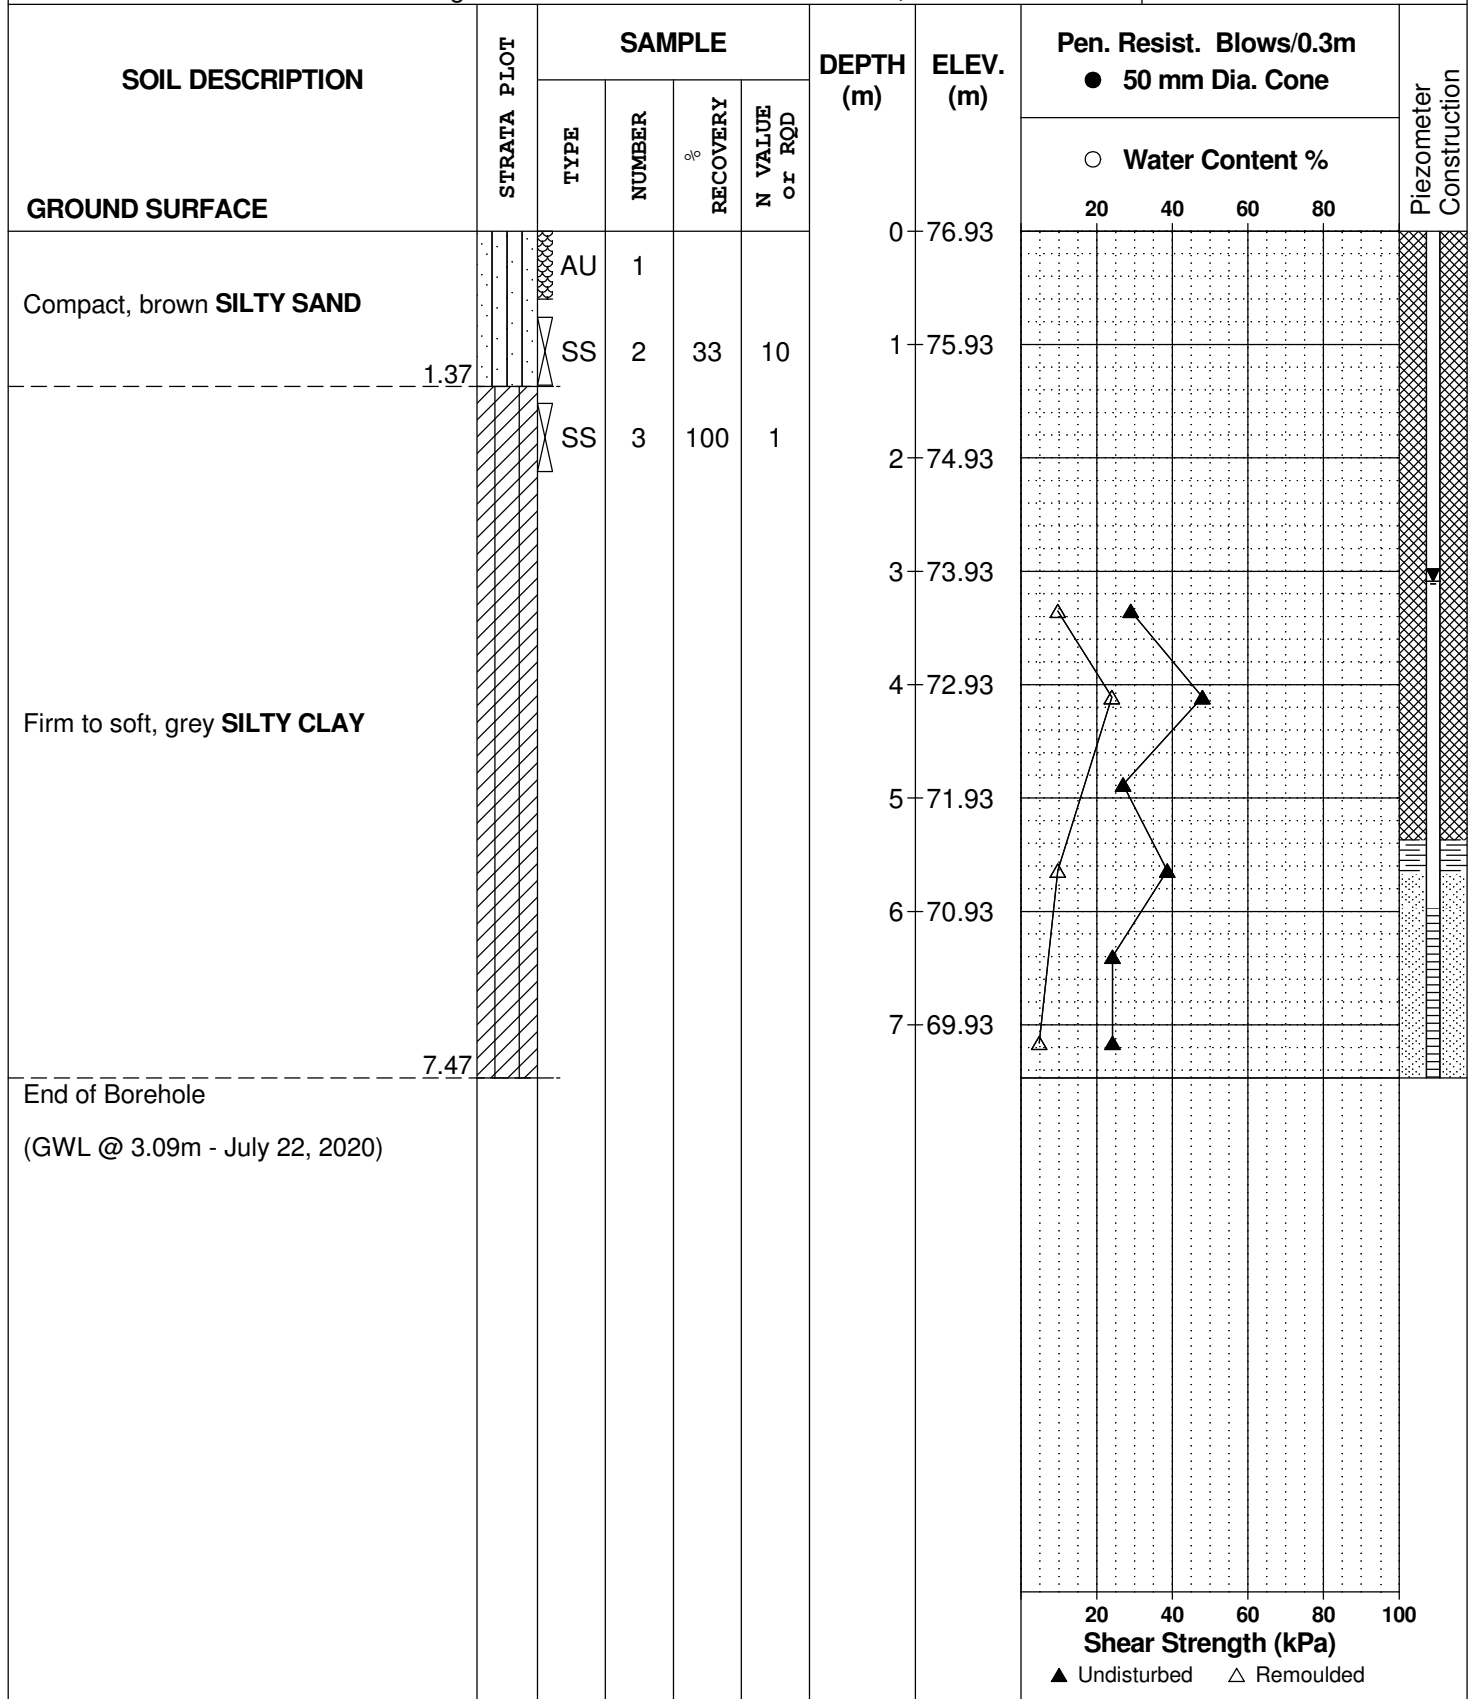 SOIL DESCRIPTION
GROUND SURFACE
STRATA PLOT
SAMPLE
TYPE
NUMBER
%
RECOVERY
N VALUE
or RQD
DEPTH
(m)
ELEV.
(m)
Pen. Resist. Blows/0.3m
● 50 mm Dia. Cone
○ Water Content %
20 40 60 80
Piezometer
Construction
0 76.93
AU 1
Compact, brown SILTY SAND
SS 2 33 10
1 75.93
1.37
SS 3 100 1
2 74.93
3 73.93
4 72.93
Firm to soft, grey SILTY CLAY
5 71.93
6 70.93
7 69.93
7.47
End of Borehole
(GWL @ 3.09m - July 22, 2020)
20 40 60 80 100
Shear Strength (kPa)
▲ Undisturbed △ Remoulded